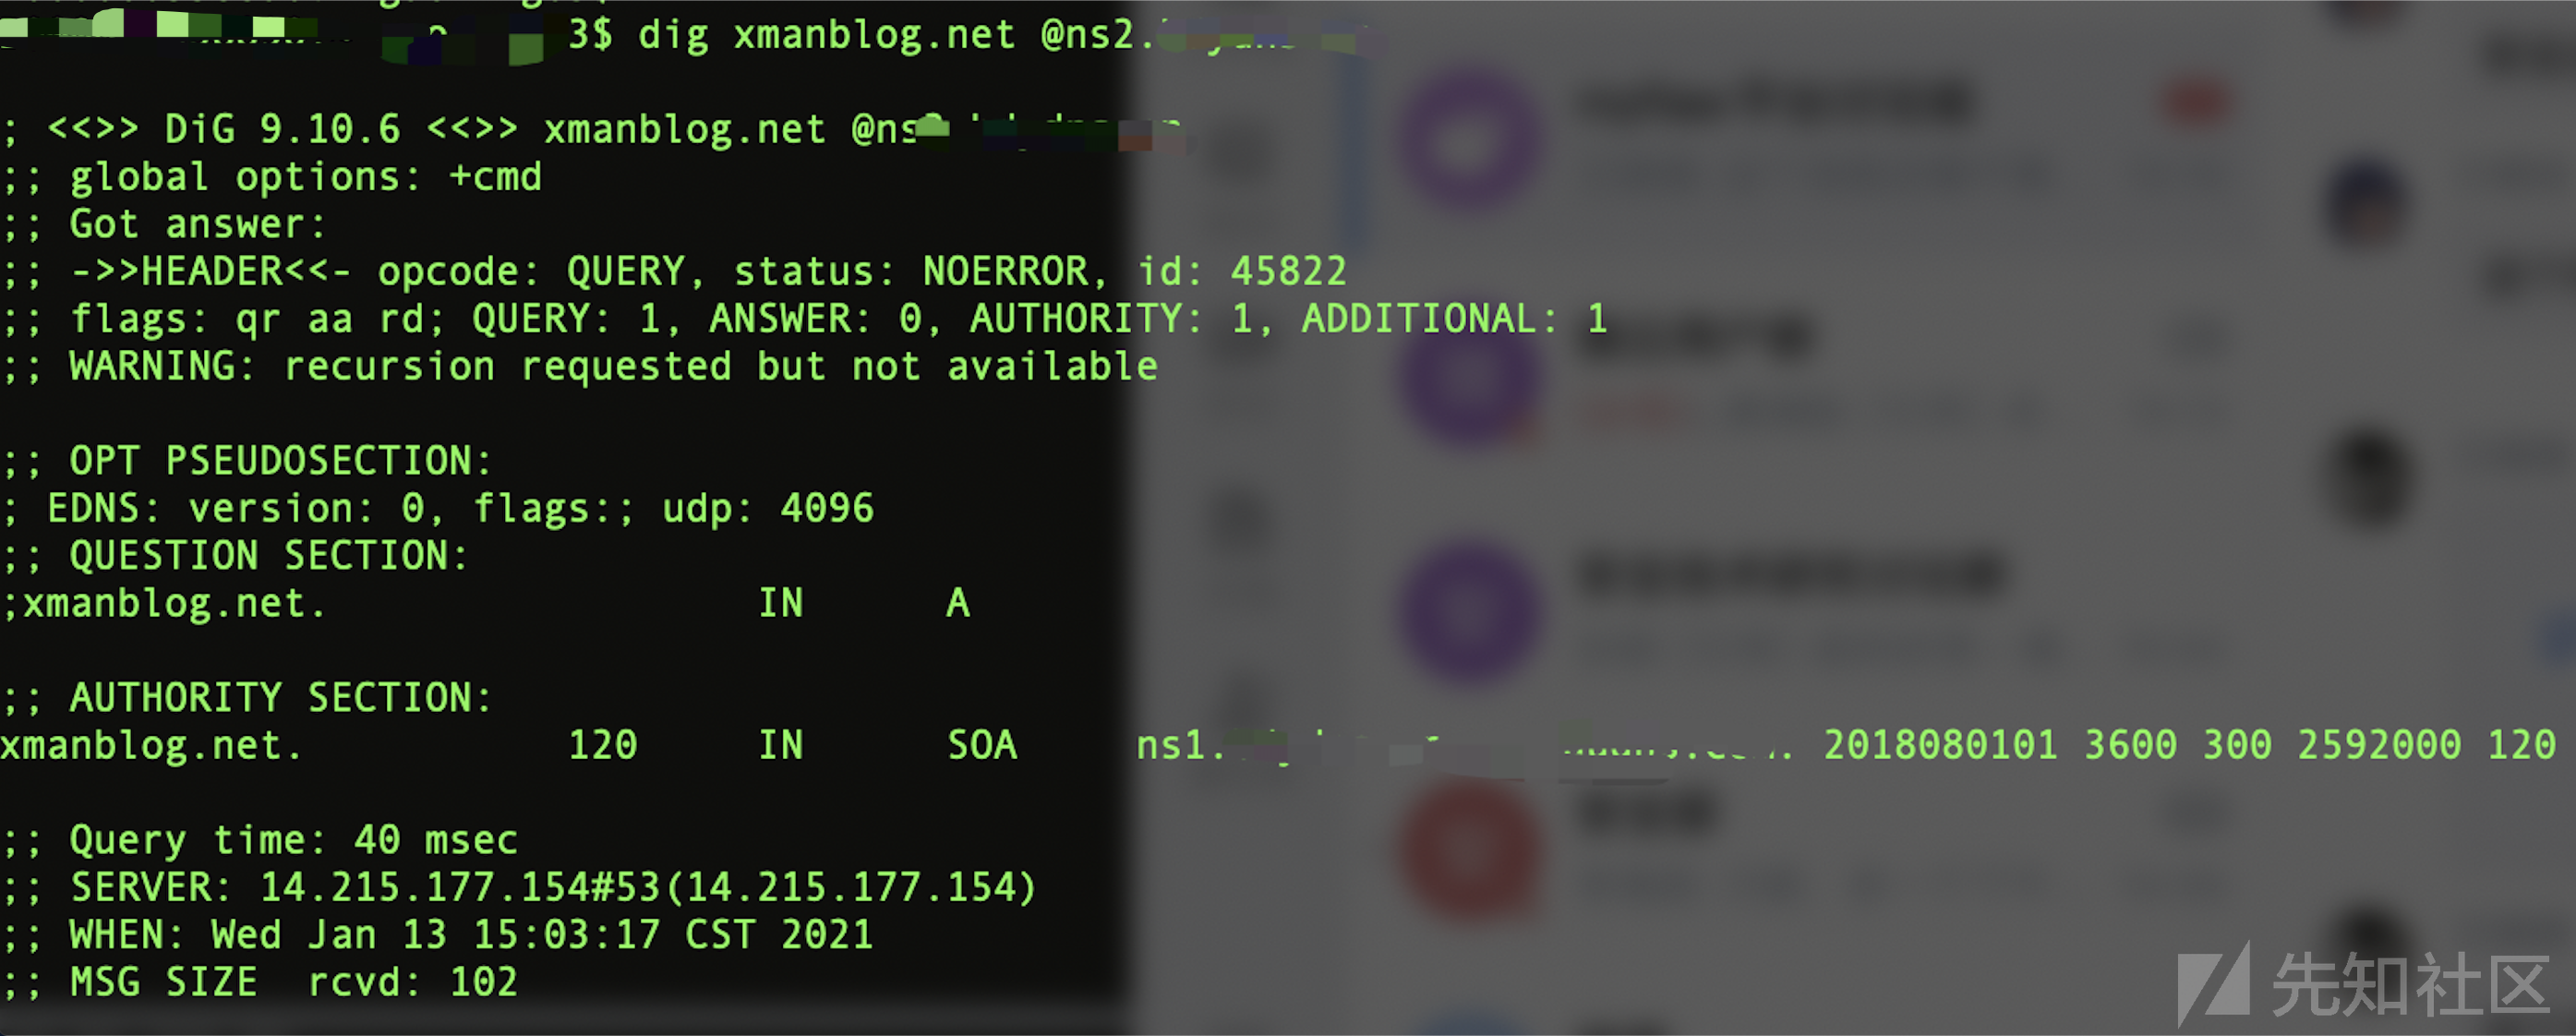 3$ dig xmanblog.net @ns2.
; <<>> DiG 9.10.6 <<>> xmanblog.net
;; global options: +cmd
;; Got answer:
;; ->>HEADER<<- opcode: QUERY, status: NOERROR, id: 45822
;; flags: qr aa rd; QUERY: 1, ANSWER: 0, AUTHORITY: 1, ADDITIONAL: 1
;; WARNING: recursion requested but not available
;; OPT PSEUDOSECTION:
; EDNS: version: 0, flags:; udp: 4096
;; QUESTION SECTION:
;xmanblog.net. IN A
;; AUTHORITY SECTION:
xmanblog.net. 120 IN SOA ns1. 2018080101 3600 300 2592000 120
;; Query time: 40 msec
;; SERVER: 14.215.177.154#53(14.215.177.154)
;; WHEN: Wed Jan 13 15:03:17 CST 2021
;; MSG SIZE rcvd: 102
先知社区